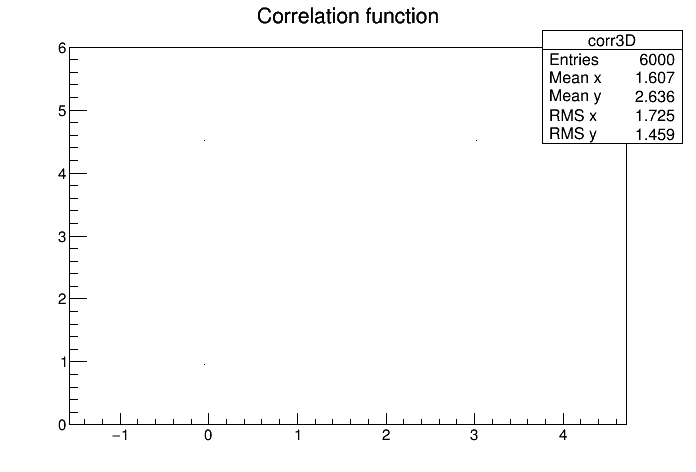 Correlation function
corr3D
Entries 6000
Mean x 1.607
Mean y 2.636
RMS x 1.725
RMS y 1.459
6
5
4
3
2
1
0
−1 0 1 2 3 4